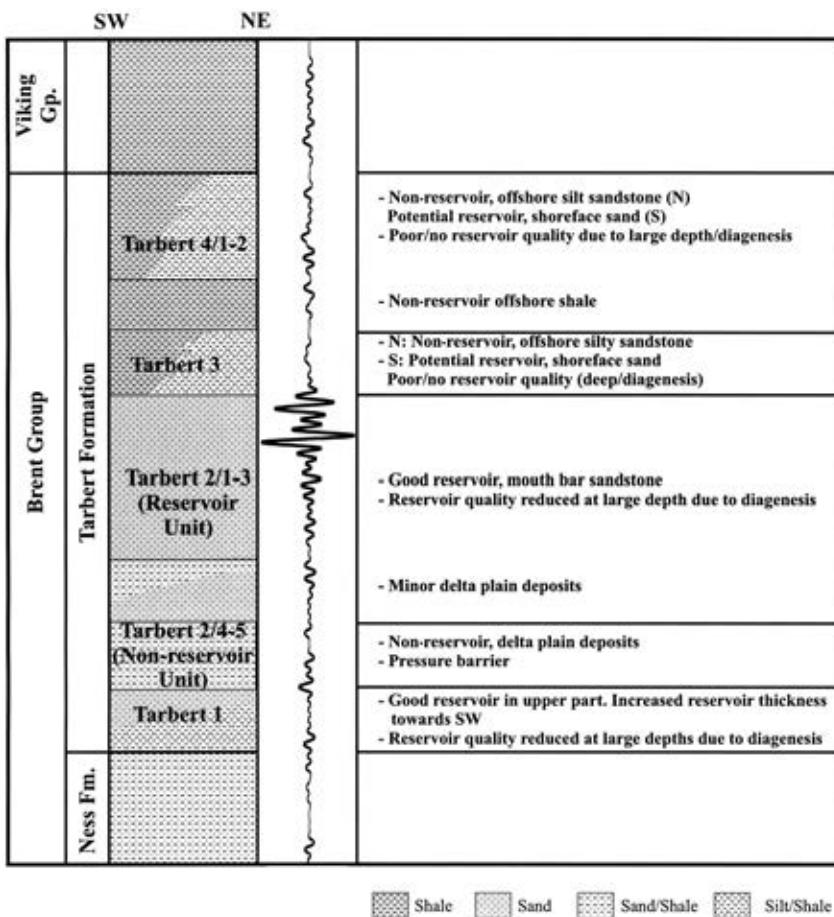 SW NE
Viking
Gp.
Brent Group
Tarbert Formation
Ness Fm.
Tarbert 4/1-2
Tarbert 3
Tarbert 2/1-3
(Reservoir
Unit)
Tarbert 2/4-5
(Non-reservoir
Unit)
Tarbert 1
- Non-reservoir, offshore silt sandstone (N)
Potential reservoir, shoreface sand (S)
- Poor/no reservoir quality due to large depth/diagenesis
- Non-reservoir offshore shale
- N: Non-reservoir, offshore silty sandstone
- S: Potential reservoir, shoreface sand
Poor/no reservoir quality (deep/diagenesis)
- Good reservoir, mouth bar sandstone
- Reservoir quality reduced at large depth due to diagenesis
- Minor delta plain deposits
- Non-reservoir, delta plain deposits
- Pressure barrier
- Good reservoir in upper part. Increased reservoir thickness
towards SW
- Reservoir quality reduced at large depths due to diagenesis
Shale Sand Sand/Shale Silt/Shale